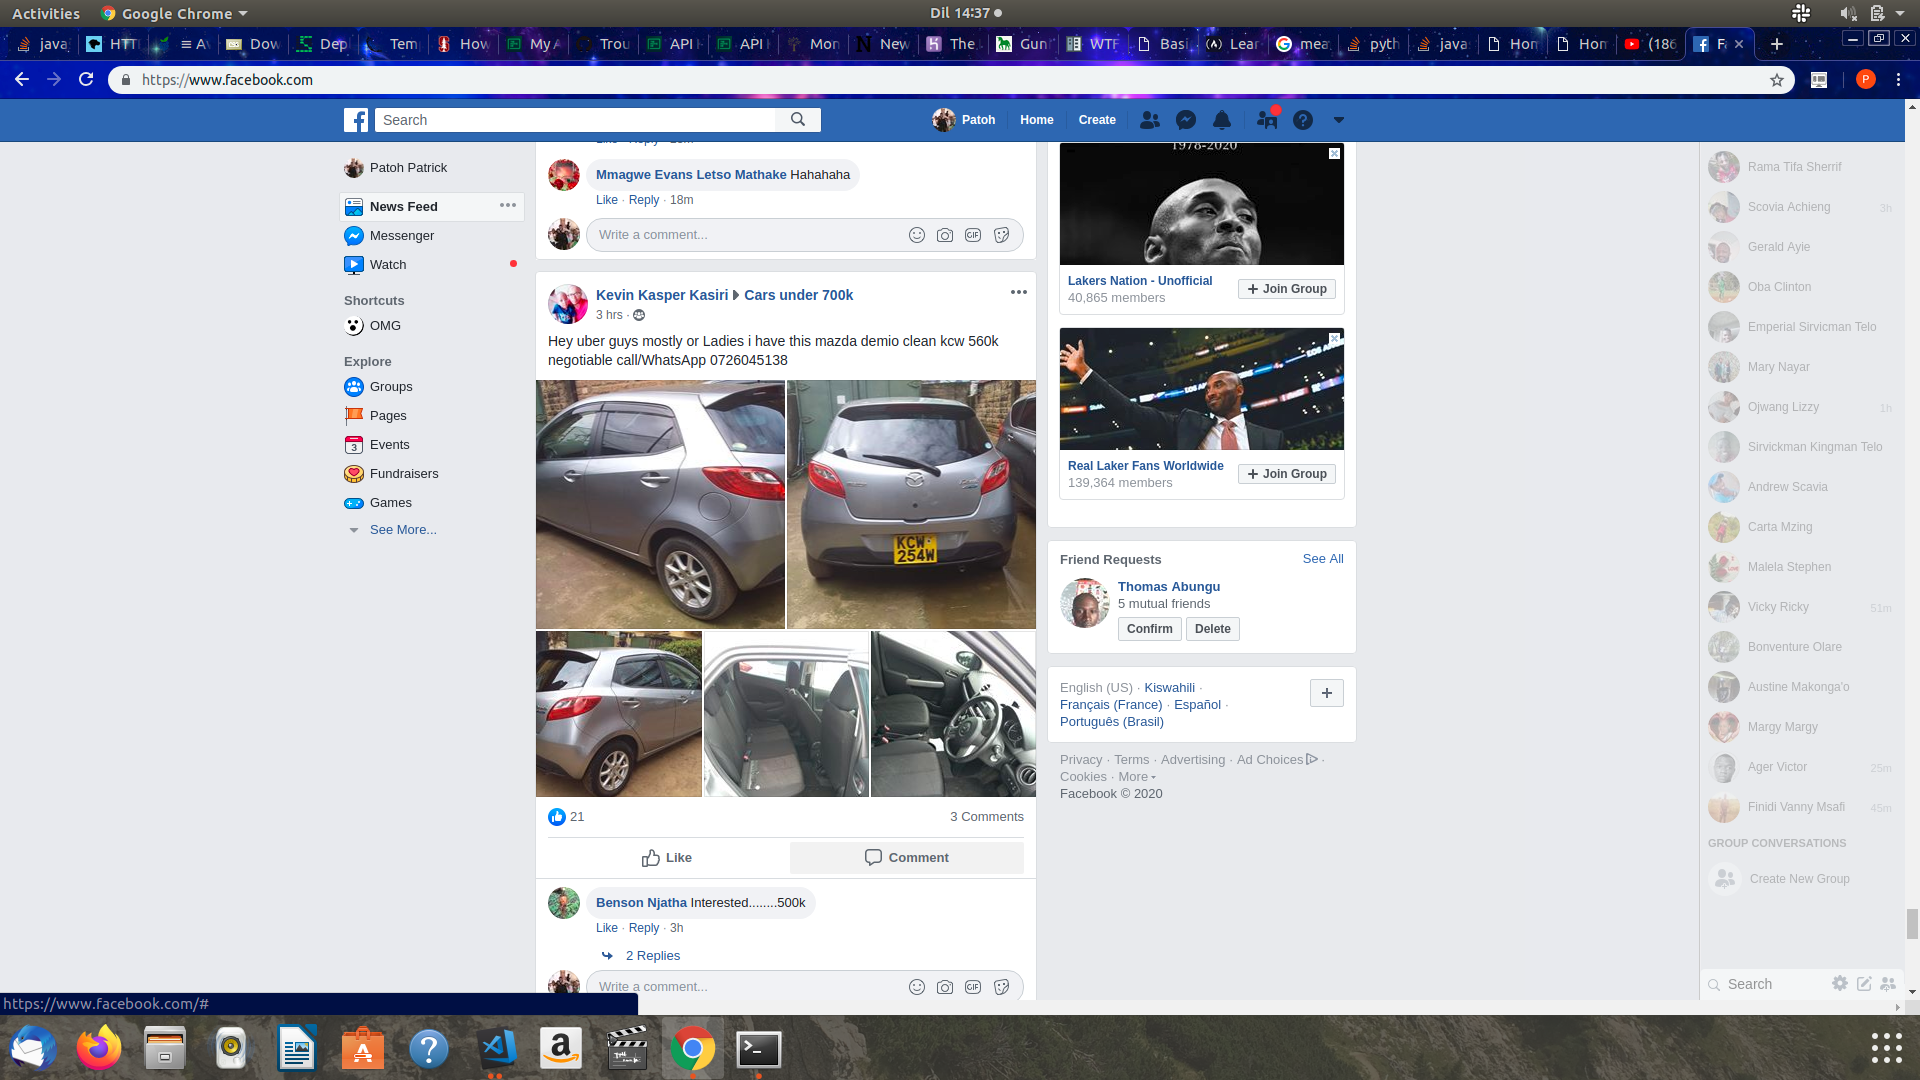 Activities
Google Chrome
Dil 14:37
java
HTT
A
Dow
Dep
Tem
How
My A
Trou
API
API
Mon
New
The
Gun
WTF
Basi
Lear
mea
pyth
java
Hon
Hon
(186
https://www.facebook.com
P
Search
Patoh
Home
Create
Patoh Patrick
News Feed
Messenger
Watch
Shortcuts
OMG
Explore
Groups
Pages
3
Events
Fundraisers
Games
See More...
Mmagwe Evans Letso Mathake Hahahaha
Like · Reply · 18m
Write a comment...
GIF
Kevin Kasper Kasiri Cars under 700k
3 hrs ·
Hey uber guys mostly or Ladies i have this mazda demio clean kcw 560k
negotiable call/WhatsApp 0726045138
KCW
254W
21
3 Comments
Like
Comment
Benson Njatha Interested........500k
Like · Reply · 3h
2 Replies
Write a comment...
GIF
1978-2020
Lakers Nation - Unofficial
40,865 members
Join Group
Real Laker Fans Worldwide
139,364 members
Join Group
Friend Requests
See All
Thomas Abungu
5 mutual friends
Confirm
Delete
English (US) · Kiswahili ·
Français (France) · Español ·
Português (Brasil)
Privacy · Terms · Advertising · Ad Choices ·
Cookies · More
Facebook © 2020
Rama Tifa Sherrif
Scovia Achieng 3h
Gerald Ayie
Oba Clinton
Emperial Sirvicman Telo
Mary Nayar
Ojwang Lizzy 1h
Sirvickman Kingman Telo
Andrew Scavia
Carta Mzing
Malela Stephen
Vicky Ricky 51m
Bonventure Olare
Austine Makonga'o
Margy Margy
Ager Victor 25m
Finidi Vanny Msafi 45m
GROUP CONVERSATIONS
Create New Group
Search
https://www.facebook.com/#